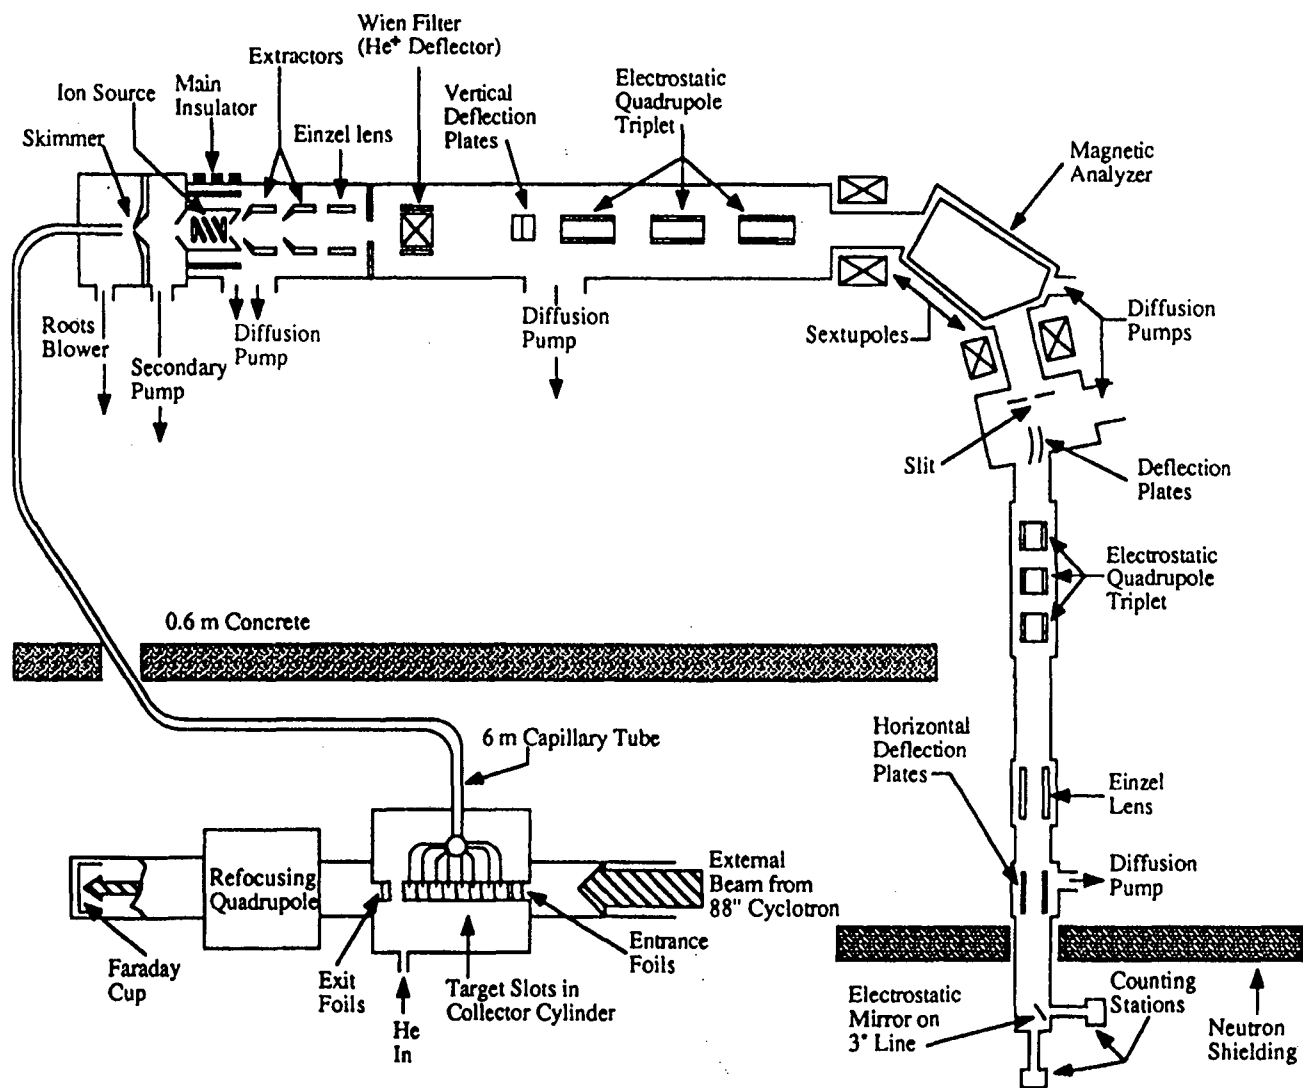 Wien Filter
(He⁺ Deflector)
Extractors
Main
Insulator
Ion Source
Skimmer
Einzel lens
Vertical
Deflection
Plates
Electrostatic
Quadrupole
Triplet
Magnetic
Analyzer
Roots
Blower
Secondary
Pump
Diffusion
Pump
Diffusion
Pump
Sextupoles
Diffusion
Pumps
Slit
Deflection
Plates
Electrostatic
Quadrupole
Triplet
0.6 m Concrete
6 m Capillary Tube
Horizontal
Deflection
Plates
Einzel
Lens
Refocusing
Quadrupole
External
Beam from
88" Cyclotron
Diffusion
Pump
Faraday
Cup
Exit
Foils
He
In
Target Slots in
Collector Cylinder
Entrance
Foils
Electrostatic
Mirror on
3° Line
Counting
Stations
Neutron
Shielding